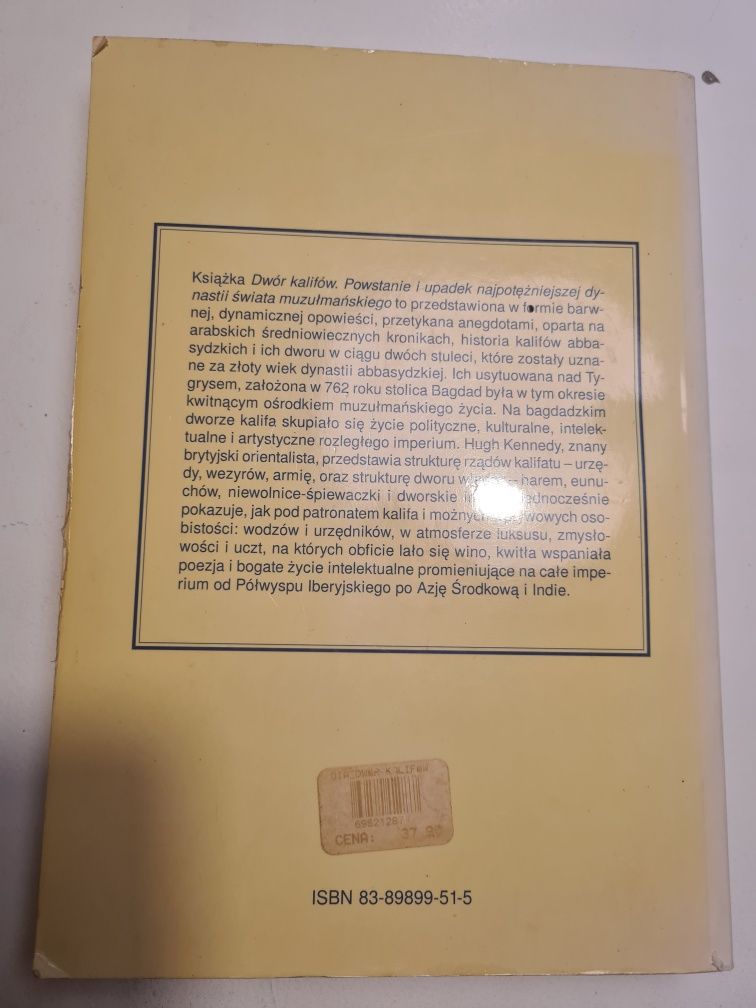 Książka Dwór kalifów. Powstanie i upadek najpotężniejszej dy-
nastii świata muzułmańskiego to przedstawiona w formie barw-
nej, dynamicznej opowieści, przetykana anegdotami, oparta na
arabskich średniowiecznych kronikach, historia kalifów abba-
sydzkich i ich dworu w ciągu dwóch stuleci, które zostały uzna-
ne za złoty wiek dynastii abbasydzkiej. Ich usytuowana nad Ty-
grysem, założona w 762 roku stolica Bagdad była w tym okresie
kwitnącym ośrodkiem muzułmańskiego życia. Na bagdadzkim
dworze kalifa skupiało się życie polityczne, kulturalne, intelek-
tualne i artystyczne rozległego imperium. Hugh Kennedy, znany
brytyjski orientalista, przedstawia strukturę rządów kalifatu – urzę-
dy, wezyrów, armię, oraz strukturę dworu – harem, eunu-
chów, niewolnice-śpiewaczki i dworskie
pokazuje, jak pod patronatem kalifa i możnych oso-
bistości: wodzów i urzędników, w atmosferze luksusu, zmysło-
wości i uczt, na których obficie lało się wino, kwitła wspaniała
poezja i bogate życie intelektualne promieniujące na całe impe-
rium od Półwyspu Iberyjskiego po Azję Środkową i Indie.
DWÓR KALIFÓW
6952128
CENA: 37
ISBN 83-89899-51-5